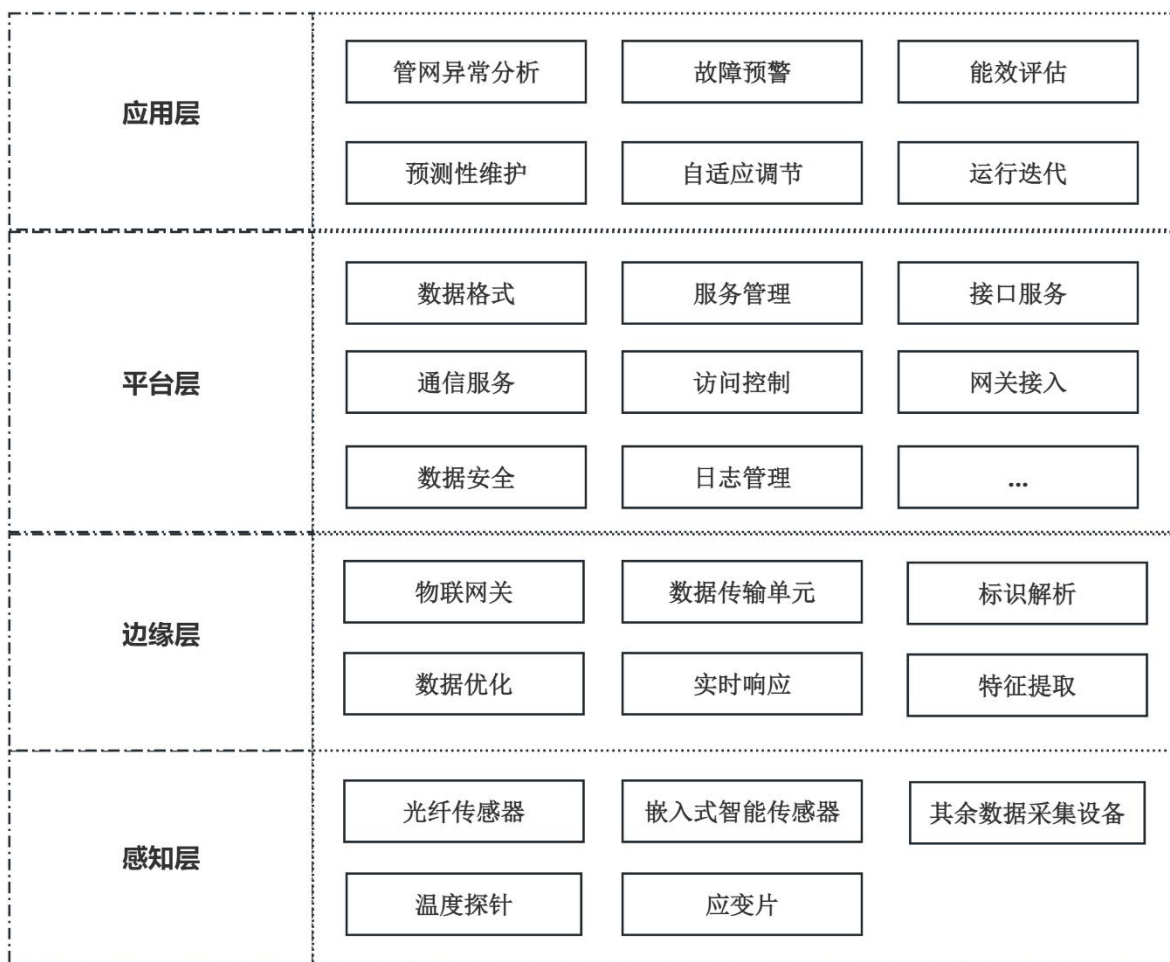 应用层
管网异常分析 故障预警 能效评估
预测性维护 自适应调节 运行迭代
平台层
数据格式 服务管理 接口服务
通信服务 访问控制 网关接入
数据安全 日志管理 ...
边缘层
物联网关 数据传输单元 标识解析
数据优化 实时响应 特征提取
感知层
光纤传感器 嵌入式智能传感器 其余数据采集设备
温度探针 应变片